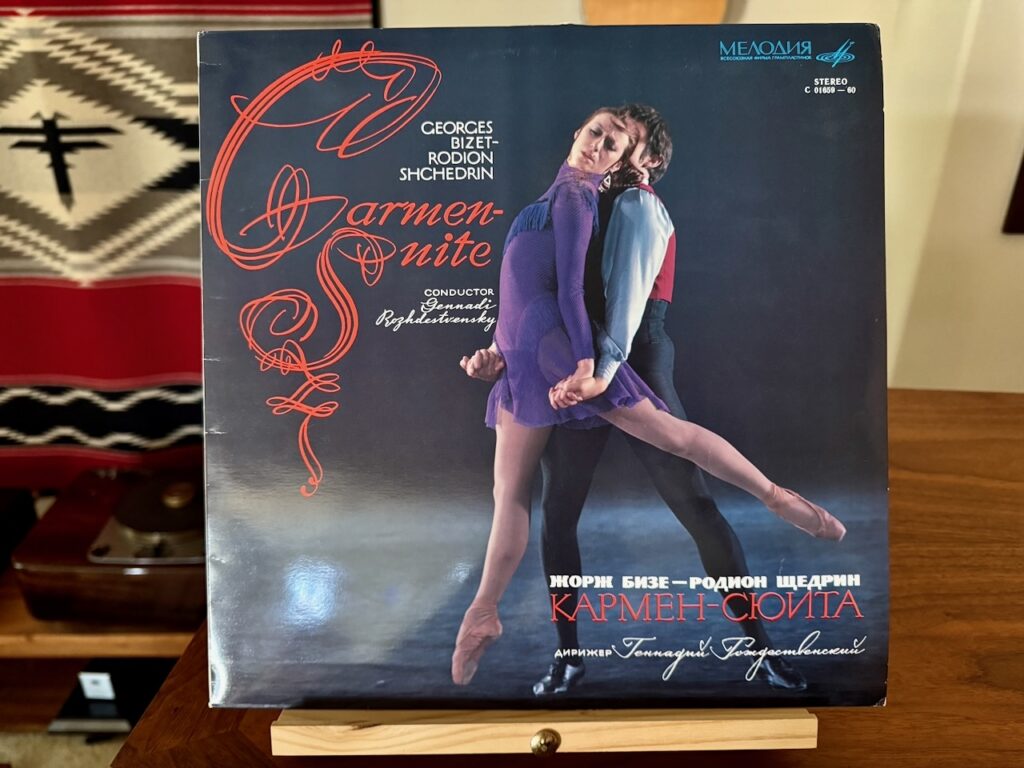 МЕЛОДИЯ
ВСЕСОЮЗНАЯ ФИРМА ГРАМПЛАСТИНОК
STEREO
С 01659—60
GEORGES
BIZET-
RODION
SHCHEDRIN
Carmen-
Suite
CONDUCTOR
Gennadi
Rozhdestvensky
ЖОРЖ БИЗЕ—РОДИОН ЩЕДРИН
КАРМЕН-СЮИТА
ДИРИЖЕР Геннадий Рождественский